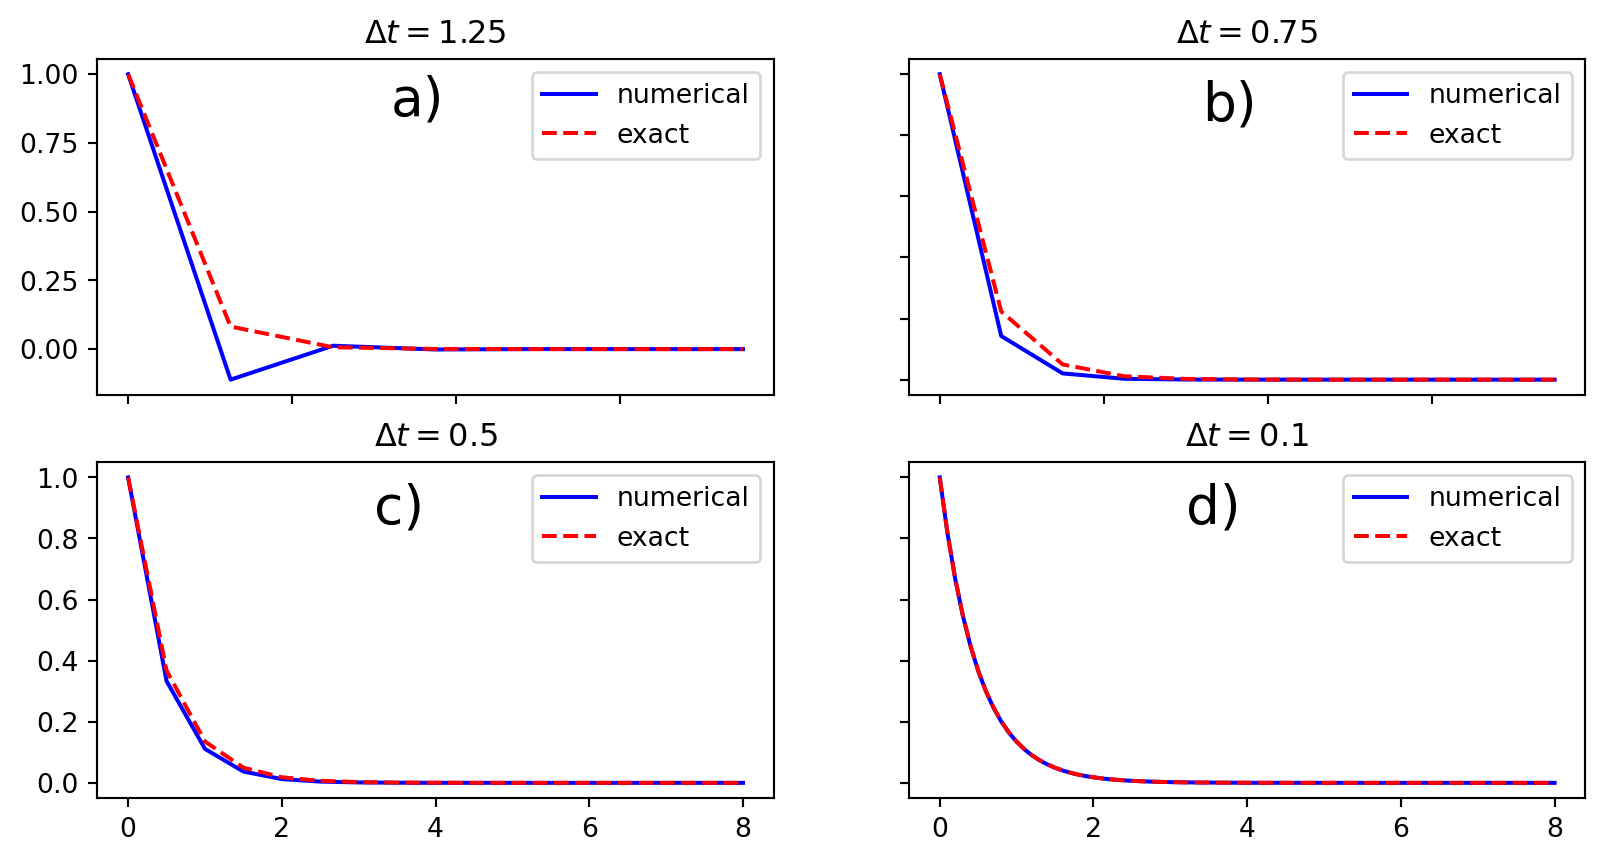 Δt = 1.25
1.00
0.75
0.50
0.25
0.00
a)
numerical
exact
Δt = 0.75
b)
numerical
exact
Δt = 0.5
1.0
0.8
0.6
0.4
0.2
0.0
c)
numerical
exact
0 2 4 6 8
Δt = 0.1
d)
numerical
exact
0 2 4 6 8